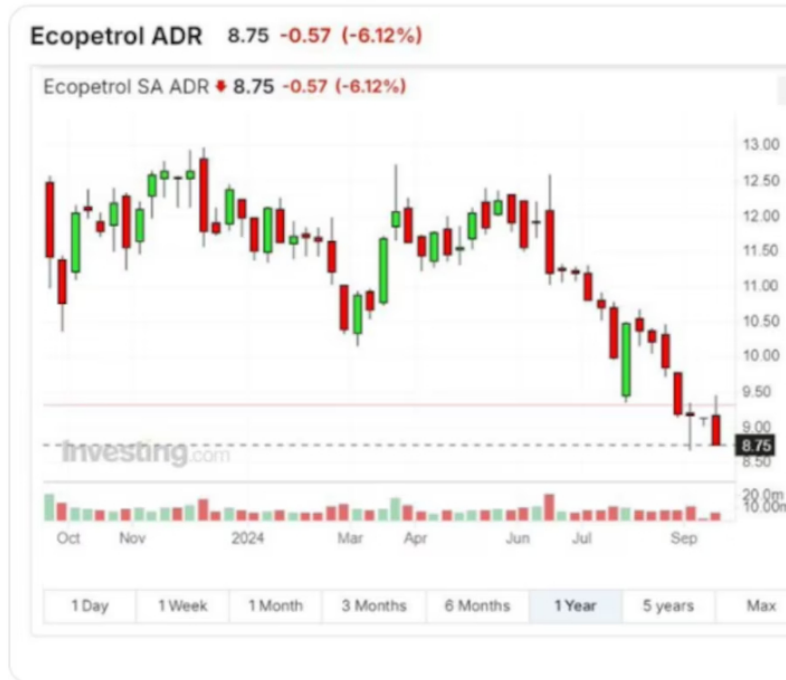 Ecopetrol ADR 8.75 -0.57 (-6.12%)
Ecopetrol SA ADR 8.75 -0.57 (-6.12%)
13.00
12.50
12.00
11.50
11.00
10.50
10.00
9.50
9.00
8.75
8.50
Investing.com
20.0m
10.00m
Oct Nov 2024 Mar Apr Jun Jul Sep
1 Day 1 Week 1 Month 3 Months 6 Months 1 Year 5 years Max